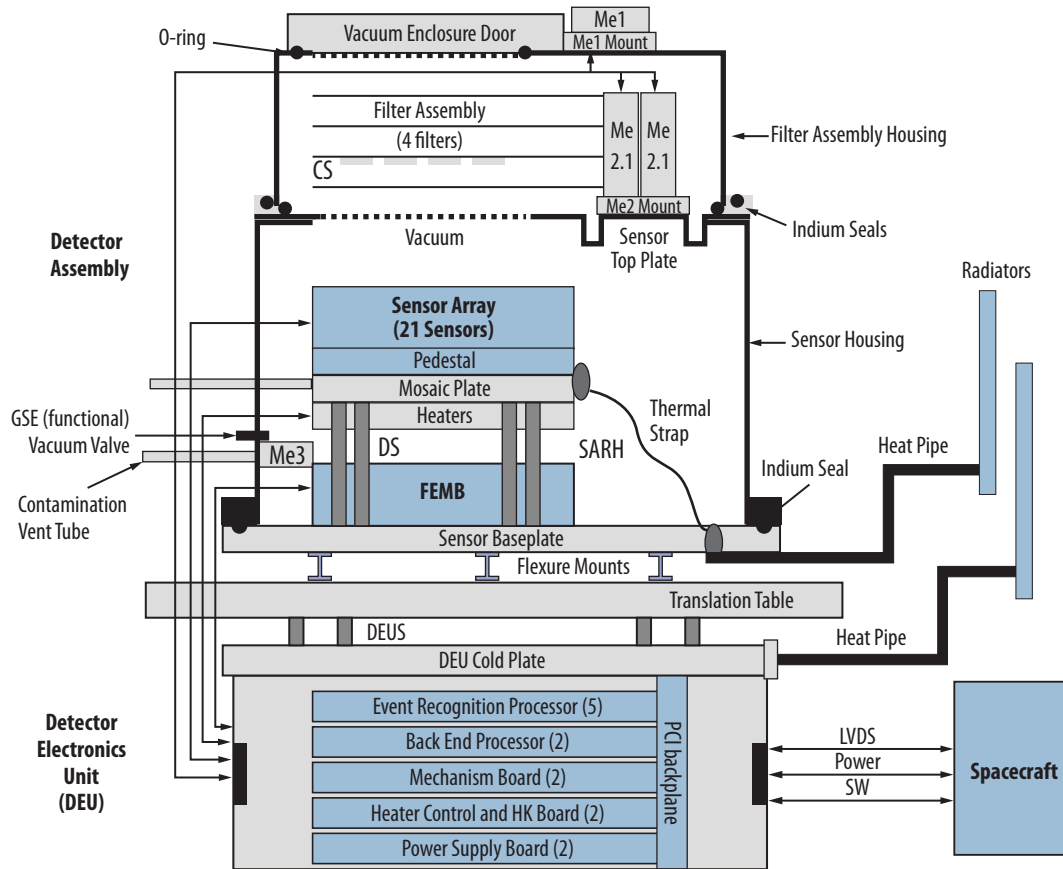 Me1
Vacuum Enclosure Door
Me1 Mount
O-ring
Filter Assembly
(4 filters)
CS
Me
2.1
Me
2.1
Me2 Mount
Filter Assembly Housing
Indium Seals
Vacuum
Sensor
Top Plate
Detector
Assembly
Radiators
Sensor Array
(21 Sensors)
Pedestal
Mosaic Plate
Heaters
Sensor Housing
Thermal
Strap
GSE (functional)
Vacuum Valve
Me3
DS
SARH
Heat Pipe
Contamination
Vent Tube
FEMB
Indium Seal
Sensor Baseplate
Flexure Mounts
Translation Table
DEUS
Heat Pipe
DEU Cold Plate
Detector
Electronics
Unit
(DEU)
Event Recognition Processor (5)
Back End Processor (2)
Mechanism Board (2)
Heater Control and HK Board (2)
Power Supply Board (2)
PCI backplane
LVDS
Power
SW
Spacecraft